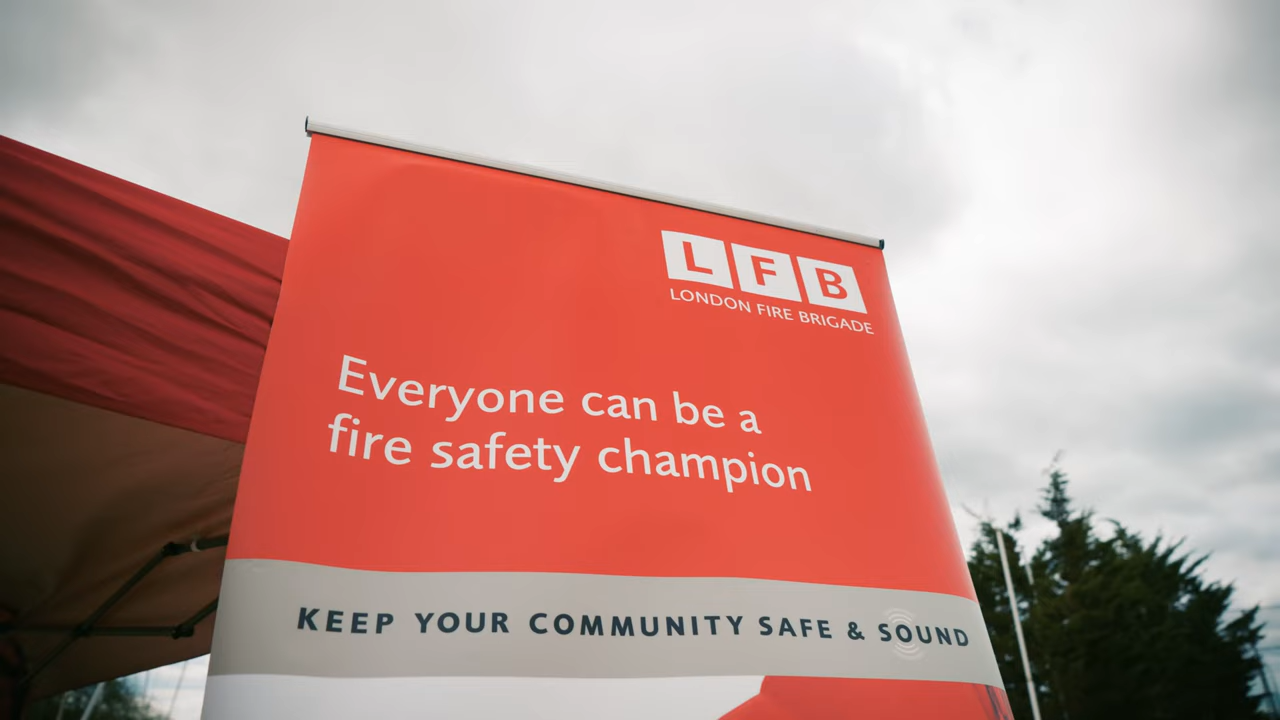 LFB
LONDON FIRE BRIGADE
Everyone can be a
fire safety champion
KEEP YOUR COMMUNITY SAFE & SOUND